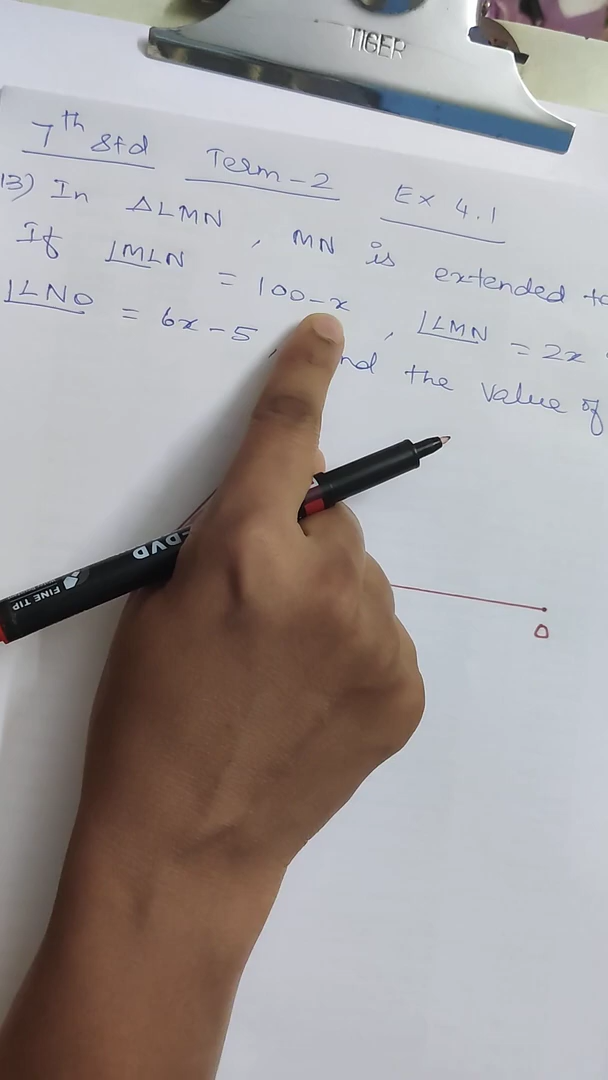 TIGER
7th Std Term-2 Ex 4.1
13) In ΔLMN, MN is extended to
If ∠MLN = 100-x, ∠LMN = 2x
∠LNO = 6x-5, the value of
DVD
FINE TIP
O